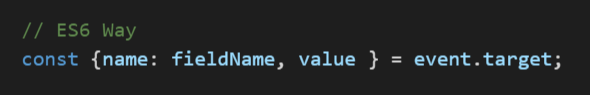 // ES6 Way
const {name: fieldName, value } = event.target;